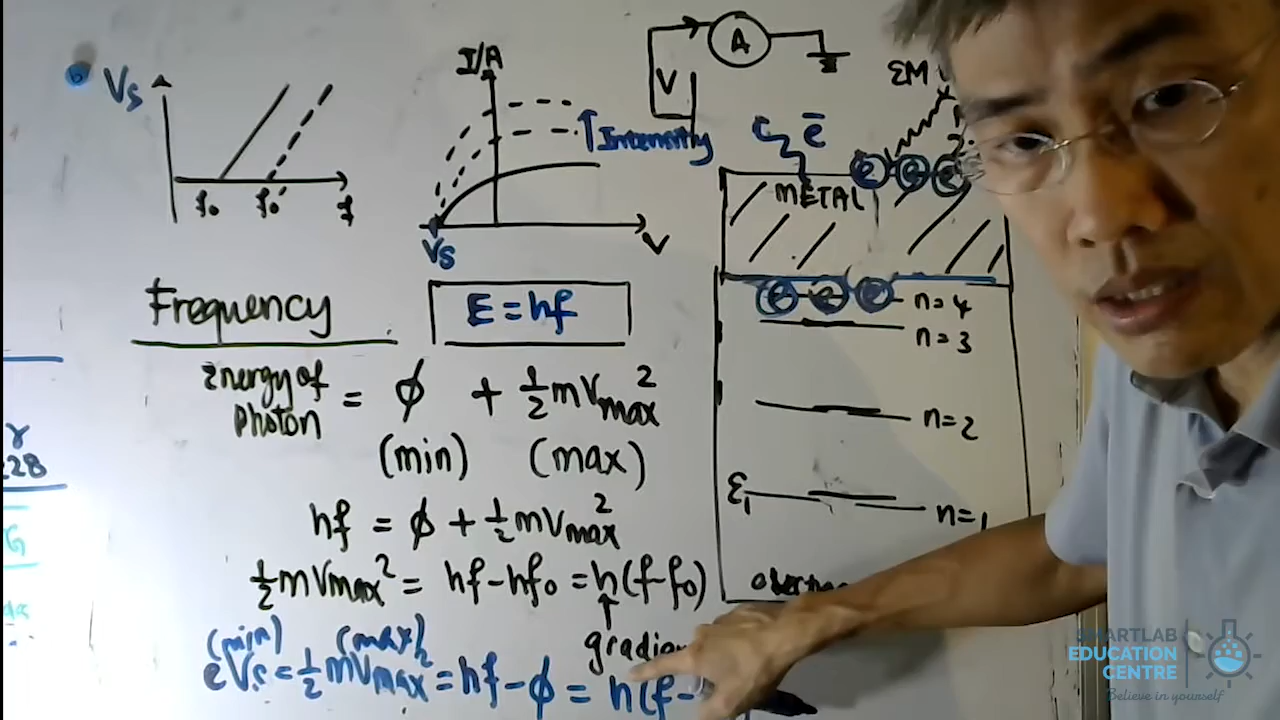 Vs
f₀ f₀' f
I/A
Intensity
Vs V
A
V
EM
e̅
METAL
e e e
e e e n=4
n=3
n=2
E₁ n=1
Frequency
E = hf
Energy of photon = φ + ½mVmax²
(min) (max)
hf = φ + ½mVmax²
½mVmax² = hf - hf₀ = h(f-f₀)
(min) (max)
eVs = ½mVmax² = hf - φ = h(f-
γ
28
SMARTLAB
EDUCATION
CENTRE
Believe in yourself